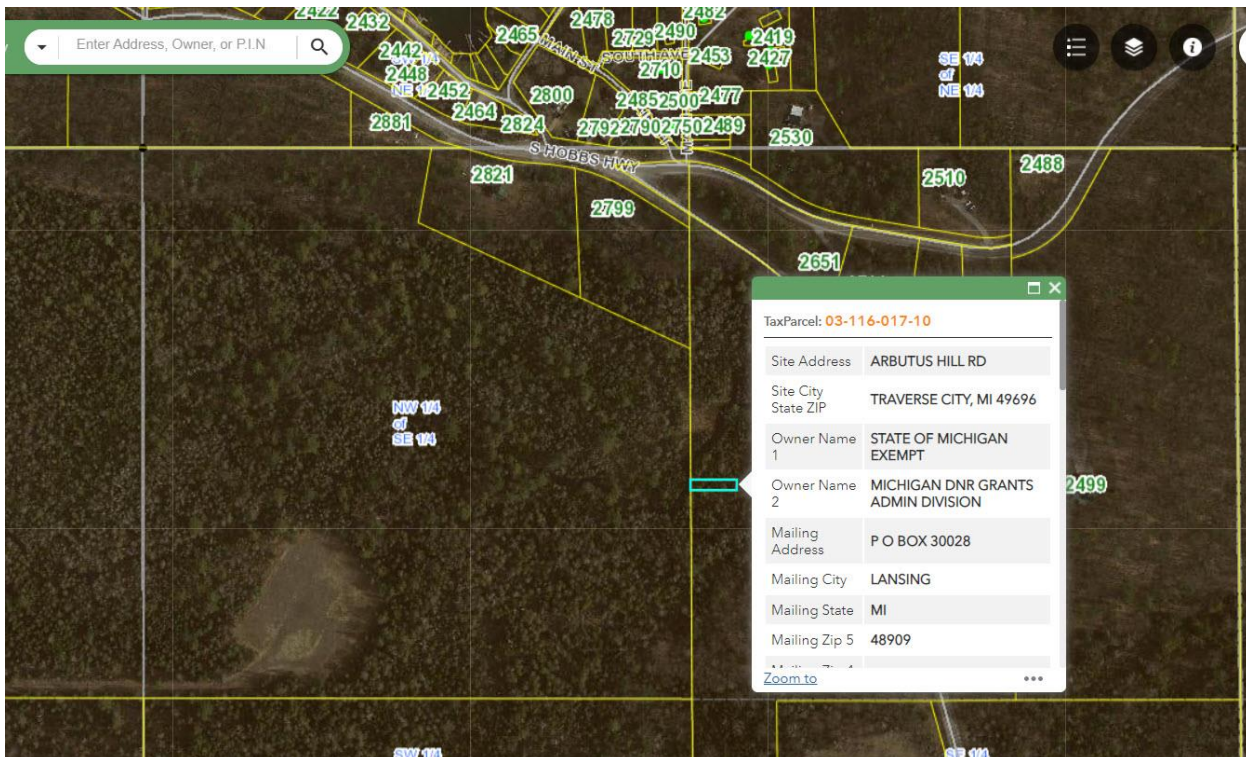 2422
2432
2478
2482
Enter Address, Owner, or P.I.N
2465
MAIN ST
2729
2490
2419
2442
SOUTH AVE
2453
2427
2448
2710
SE 1/4
of
NE 1/4
NE 1/4
2452
2800
2485
2500
2477
2464
2881
2824
2792
2790
2750
2489
2530
S HOBBS HWY
2821
2510
2488
2799
2651
TaxParcel: 03-116-017-10
Site Address ARBUTUS HILL RD
Site City State ZIP TRAVERSE CITY, MI 49696
Owner Name 1 STATE OF MICHIGAN EXEMPT
Owner Name 2 MICHIGAN DNR GRANTS ADMIN DIVISION
Mailing Address P O BOX 30028
Mailing City LANSING
Mailing State MI
Mailing Zip 5 48909
Zoom to
NW 1/4
of
SE 1/4
2499
SW 1/4
SE 1/4